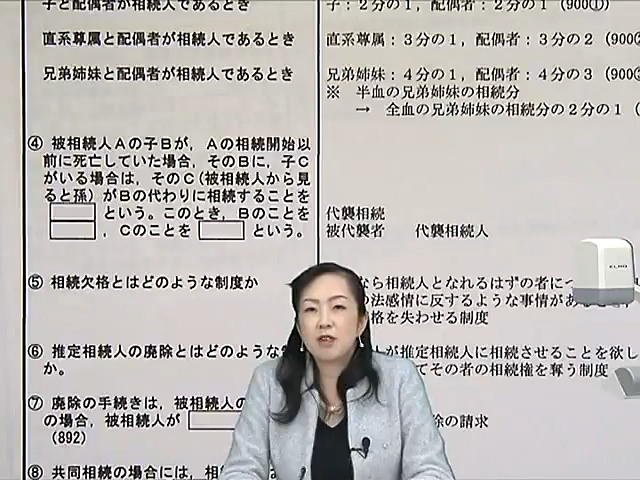 子と配偶者が相続人であるとき
子：２分の１，配偶者：２分の１（900①）
直系尊属と配偶者が相続人であるとき
直系尊属：３分の１，配偶者：３分の２（900②
兄弟姉妹と配偶者が相続人であるとき
兄弟姉妹：４分の１，配偶者：４分の３（900③
※　半血の兄弟姉妹の相続分
→　全血の兄弟姉妹の相続分の２分の１（
④ 被相続人Ａの子Ｂが，Ａの相続開始以
前に死亡していた場合，そのＢに，子Ｃ
がいる場合は，そのＣ（被相続人から見
ると孫）がＢの代わりに相続することを
という。このとき，Ｂのことを
，Ｃのことを　　　という。
代襲相続
被代襲者　　代襲相続人
⑤ 相続欠格とはどのような制度か
なら相続人となれるはずの者につ
の法感情に反するような事情があ
格を失わせる制度
⑥ 推定相続人の廃除とはどのような
か。
人が推定相続人に相続させることを欲し
てその者の相続権を奪う制度
⑦ 廃除の手続きは，被相続人の
の場合，被相続人が
（892）
除の請求
⑧ 共同相続の場合には，相
ELMO